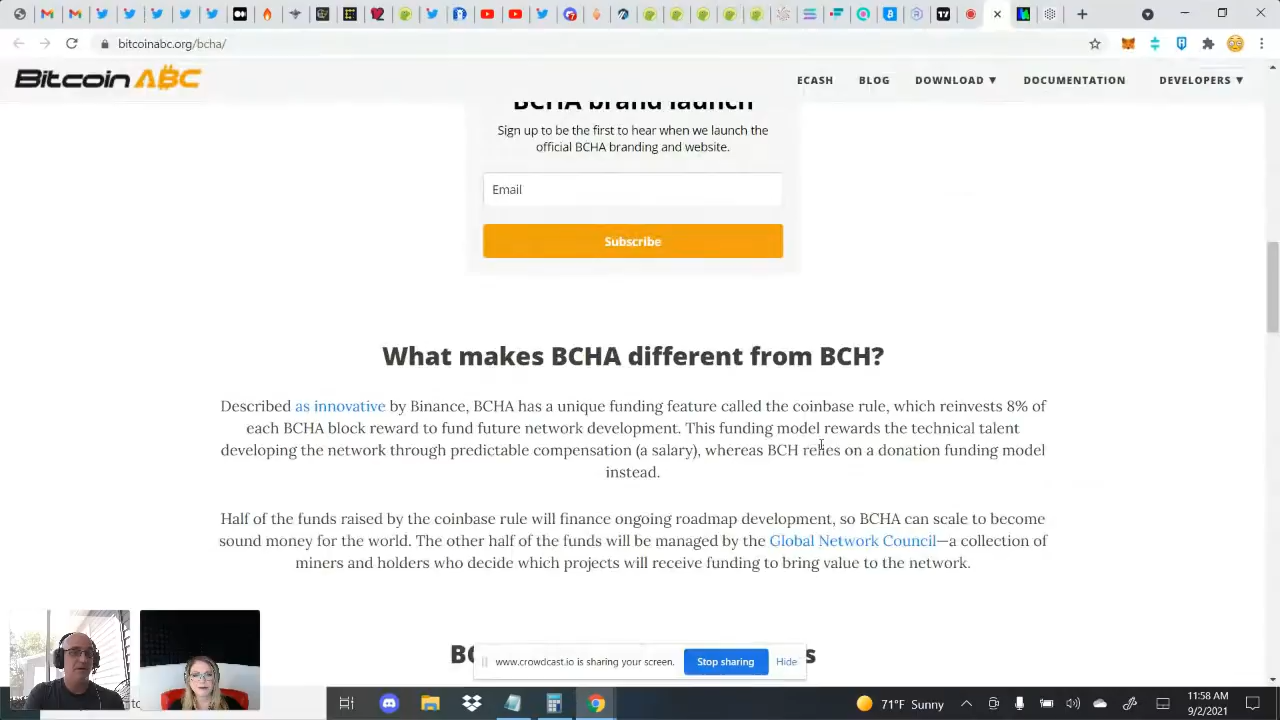 bitcoinabc.org/bcha/
Bitcoin ABC
ECASH
BLOG
DOWNLOAD ▼
DOCUMENTATION
DEVELOPERS ▼
BCHA brand launch
Sign up to be the first to hear when we launch the
official BCHA branding and website.
Email
Subscribe
What makes BCHA different from BCH?
Described as innovative by Binance, BCHA has a unique funding feature called the coinbase rule, which reinvests 8% of
each BCHA block reward to fund future network development. This funding model rewards the technical talent
developing the network through predictable compensation (a salary), whereas BCH relies on a donation funding model
instead.
Half of the funds raised by the coinbase rule will finance ongoing roadmap development, so BCHA can scale to become
sound money for the world. The other half of the funds will be managed by the Global Network Council—a collection of
miners and holders who decide which projects will receive funding to bring value to the network.
www.crowdcast.io is sharing your screen.
Stop sharing
Hide
71°F Sunny
11:58 AM
9/2/2021